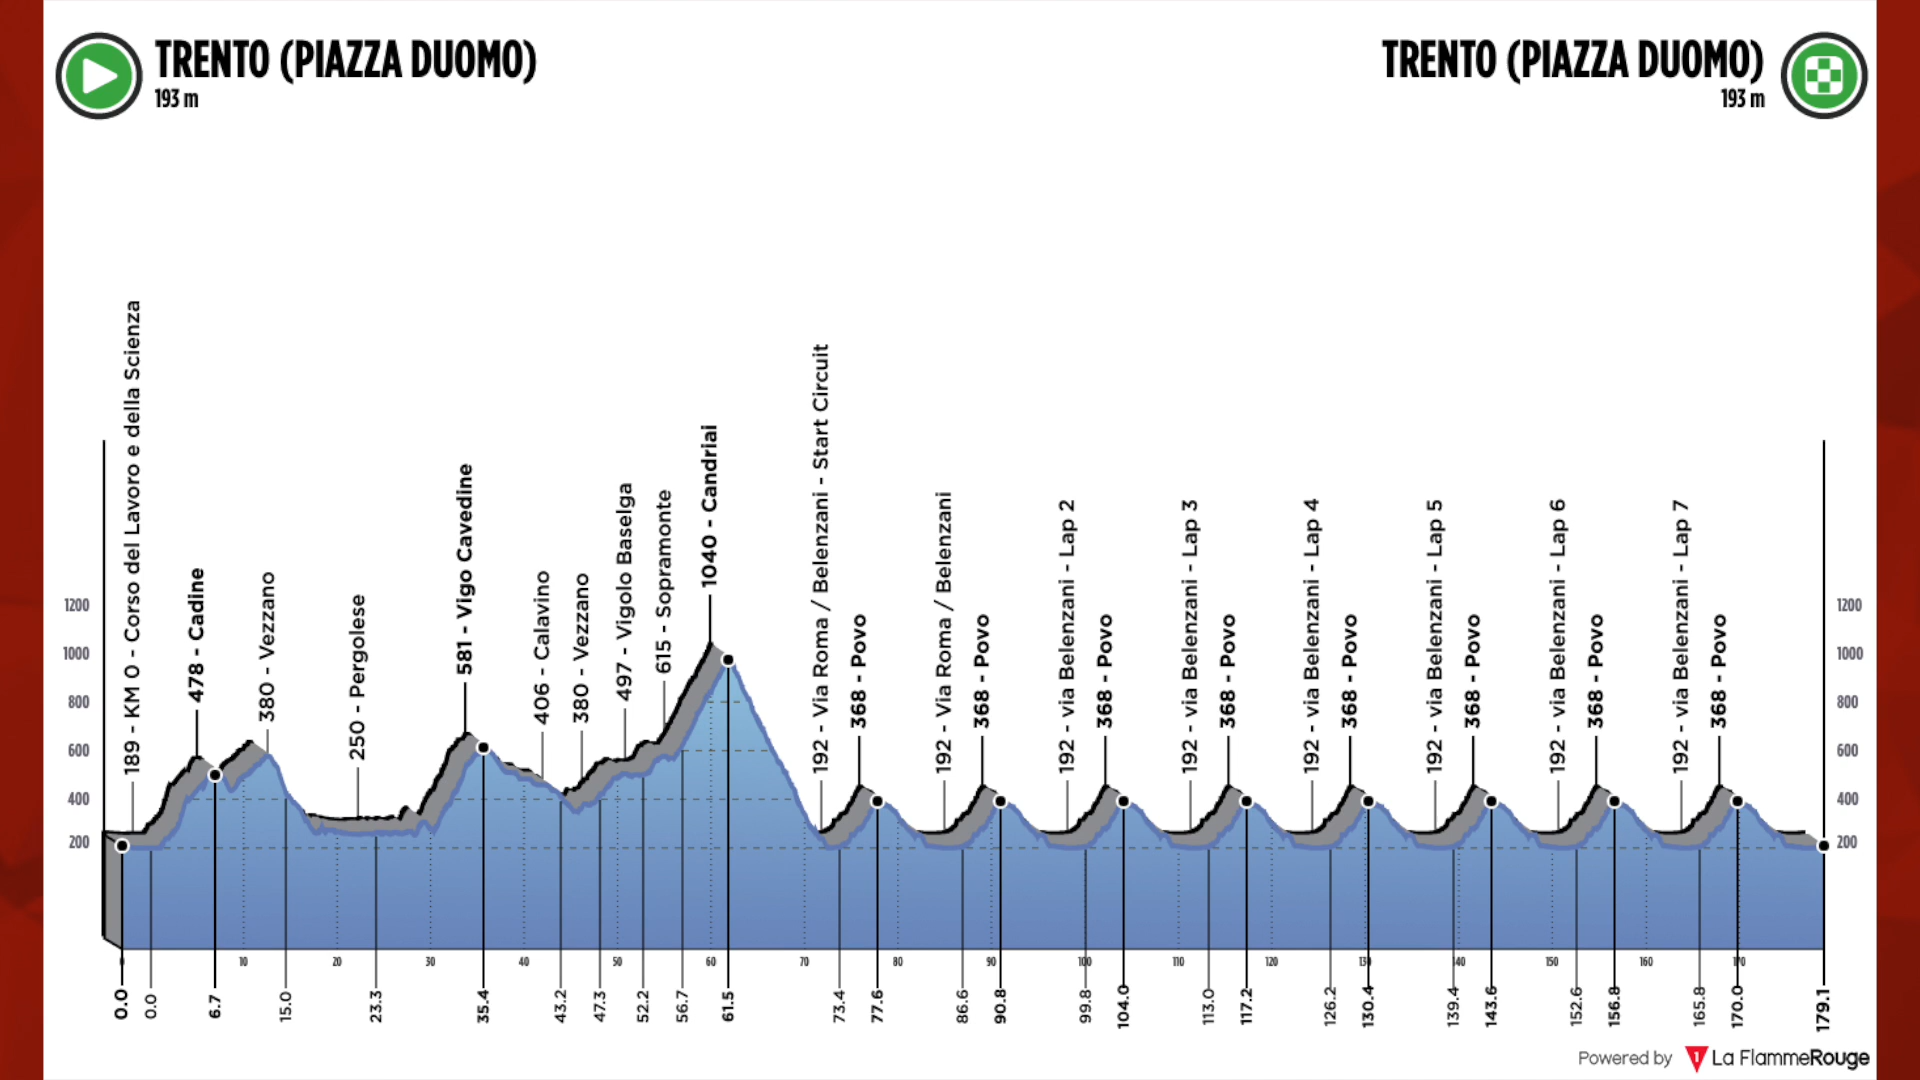 TRENTO (PIAZZA DUOMO)
193 m
TRENTO (PIAZZA DUOMO)
193 m
189 - KM 0 - Corso del Lavoro e della Scienza
478 - Cadine
380 - Vezzano
250 - Pergolese
581 - Vigo Cavedine
406 - Calavino
380 - Vezzano
497 - Vigolo Baselga
615 - Sopramonte
1040 - Candriai
192 - Via Roma / Belenzani - Start Circuit
368 - Povo
192 - Via Roma / Belenzani
368 - Povo
192 - via Belenzani - Lap 2
368 - Povo
192 - via Belenzani - Lap 3
368 - Povo
192 - via Belenzani - Lap 4
368 - Povo
192 - via Belenzani - Lap 5
368 - Povo
192 - via Belenzani - Lap 6
368 - Povo
192 - via Belenzani - Lap 7
368 - Povo
1200
1000
800
600
400
200
1200
1000
800
600
400
200
0 10 20 30 40 50 60 70 80 90 100 110 120 130 140 150 160 170
0.0
0.0
6.7
15.0
23.3
35.4
43.2
47.3
52.2
56.7
61.5
73.4
77.6
86.6
90.8
99.8
104.0
113.0
117.2
126.2
130.4
139.4
143.6
152.6
156.8
165.8
170.0
179.1
Powered by 1 La FlammeRouge